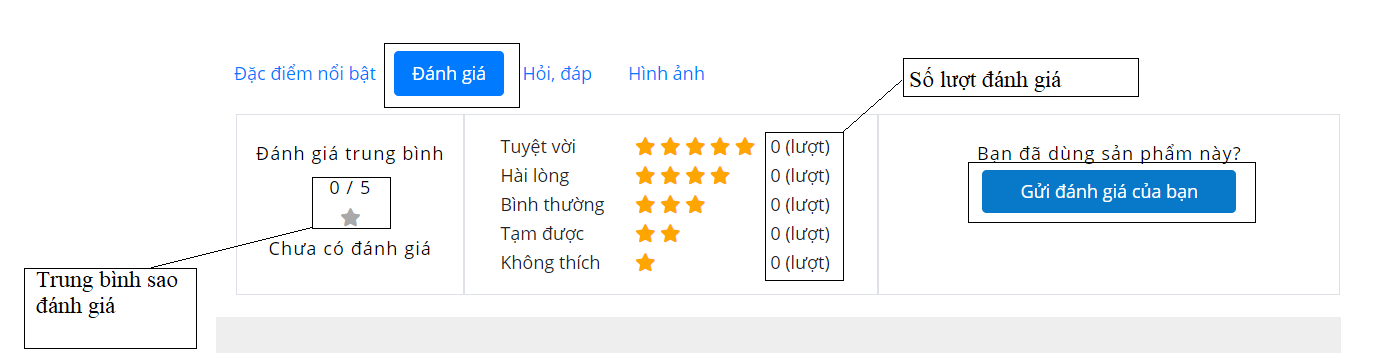 Đặc điểm nổi bật Đánh giá Hỏi, đáp Hình ảnh
Số lượt đánh giá
Đánh giá trung bình
0 / 5
Chưa có đánh giá
Tuyệt vời 0 (lượt)
Hài lòng 0 (lượt)
Bình thường 0 (lượt)
Tạm được 0 (lượt)
Không thích 0 (lượt)
Bạn đã dùng sản phẩm này?
Gửi đánh giá của bạn
Trung bình sao
đánh giá